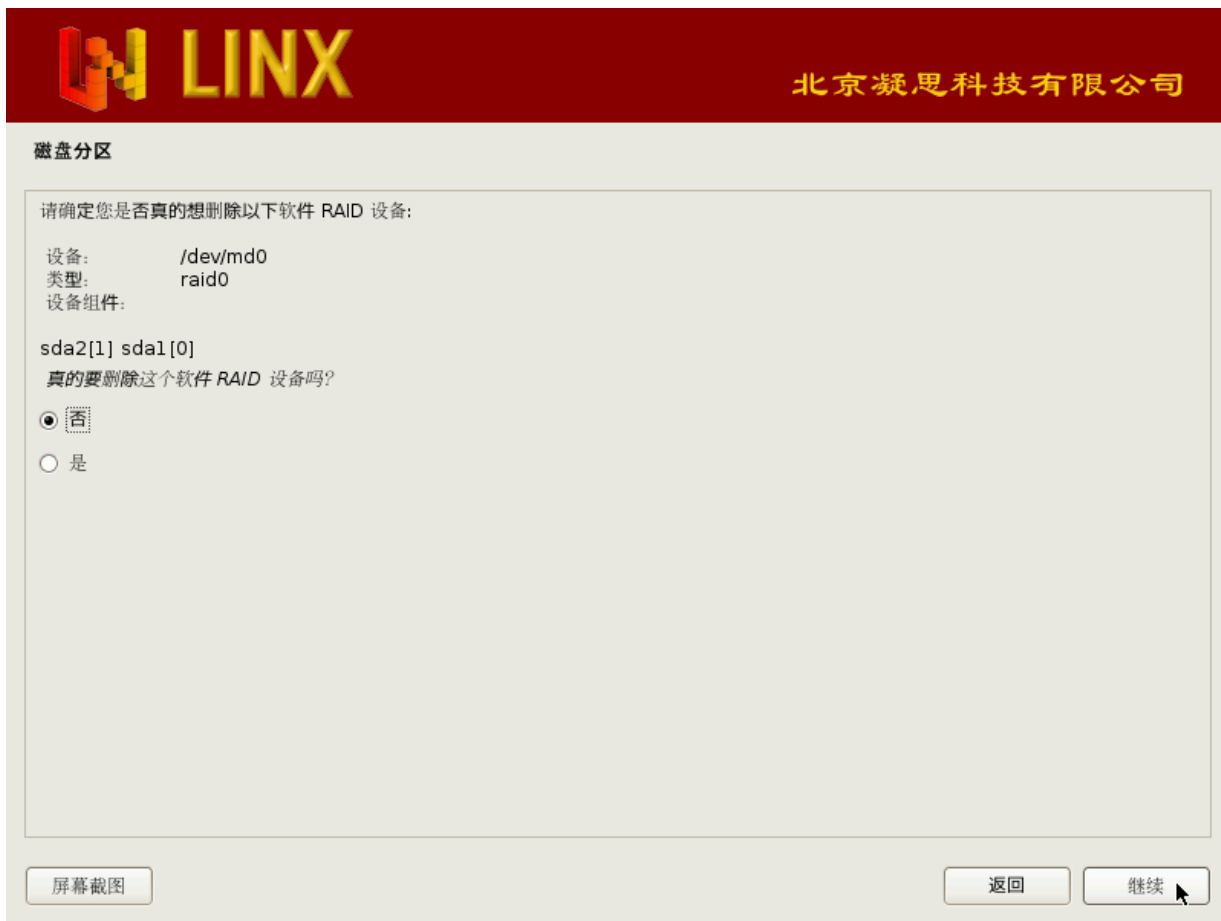 LINX
北京凝思科技有限公司
磁盘分区
请确定您是否真的想删除以下软件 RAID 设备:
设备: /dev/md0
类型: raid0
设备组件:
sda2[1] sda1[0]
真的要删除这个软件 RAID 设备吗?
否
是
屏幕截图 返回 继续